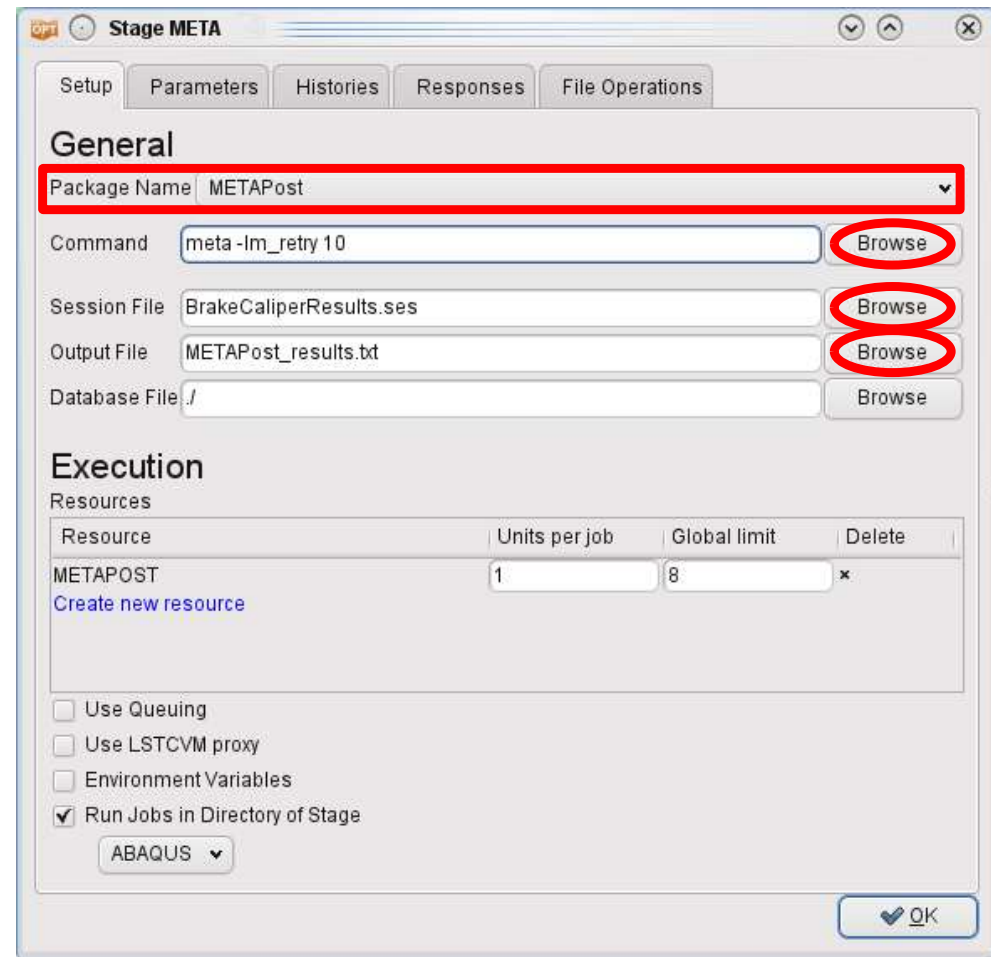 OPT Stage META
Setup Parameters Histories Responses File Operations
General
Package Name METAPost
Command meta -lm_retry 10 Browse
Session File BrakeCaliperResults.ses Browse
Output File METAPost_results.txt Browse
Database File ./ Browse
Execution
Resources
Resource Units per job Global limit Delete
METAPOST 1 8 ×
Create new resource
Use Queuing
Use LSTCVM proxy
Environment Variables
Run Jobs in Directory of Stage
ABAQUS
OK